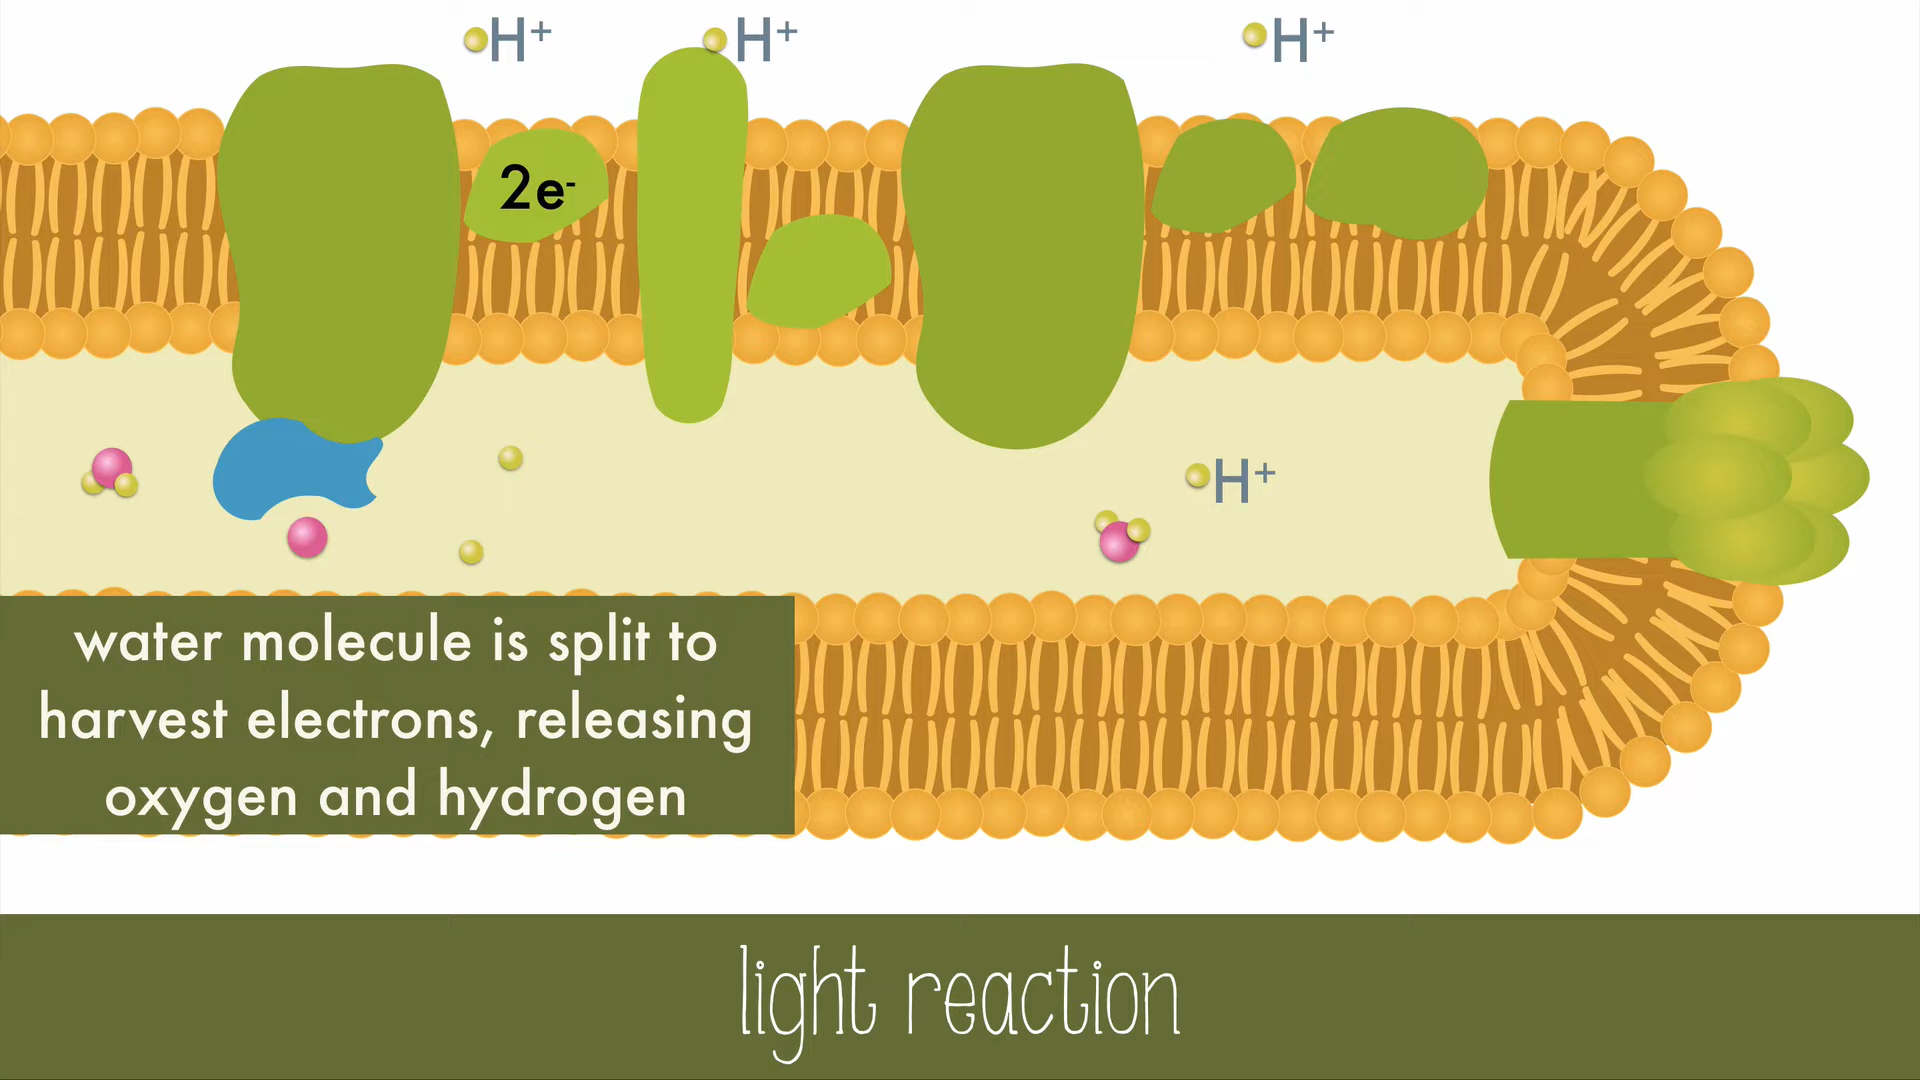 H⁺
H⁺
H⁺
2e⁻
H⁺
water molecule is split to
harvest electrons, releasing
oxygen and hydrogen
light reaction